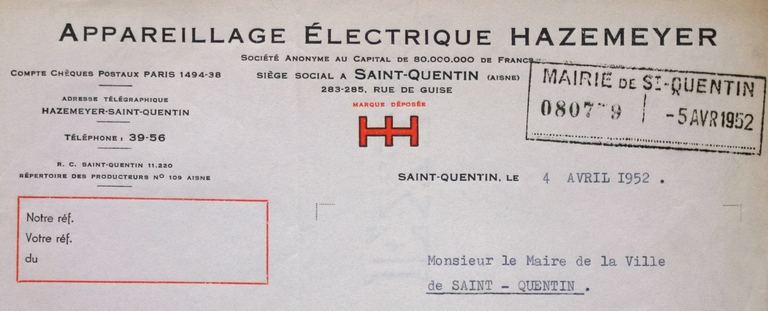 APPAREILLAGE ÉLECTRIQUE HAZEMEYER
SOCIÉTÉ ANONYME AU CAPITAL DE 80.000.000 DE FRANCS
COMPTE CHÈQUES POSTAUX PARIS 1494-38
SIÈGE SOCIAL A SAINT-QUENTIN (AISNE)
283-285, RUE DE GUISE
MAIRIE DE ST-QUENTIN
-5 AVR 1952
ADRESSE TÉLÉGRAPHIQUE
HAZEMEYER-SAINT-QUENTIN
MARQUE DÉPOSÉE
H H
TÉLÉPHONE : 39-56
R. C. SAINT-QUENTIN 11.220
RÉPERTOIRE DES PRODUCTEURS NO 109 AISNE
SAINT-QUENTIN, LE 4 AVRIL 1952 .
Notre réf.
Votre réf.
du
Monsieur le Maire de la Ville
de SAINT - QUENTIN .